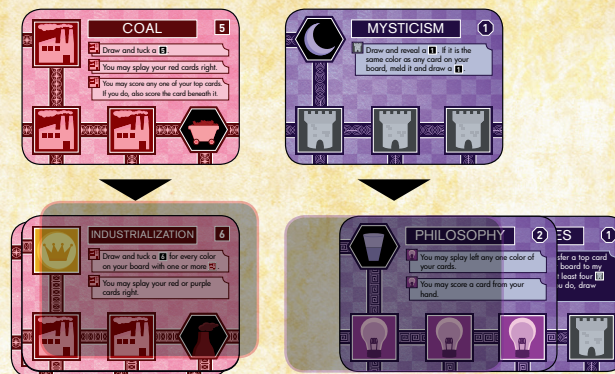 COAL 5
Draw and tuck a 5.
You may splay your red cards right.
You may score any one of your top cards.
If you do, also score the card beneath it.
MYSTICISM 1
Draw and reveal a 1. If it is the
same color as any card on your
board, meld it and draw a 1.
INDUSTRIALIZATION 6
Draw and tuck a 6 for every color
on your board with one or more
You may splay your red or purple
cards right.
PHILOSOPHY 2
You may splay left any one color of
your cards.
You may score a card from your
hand.
ES 1
sfer a top card
board to my
t least four
u do, draw